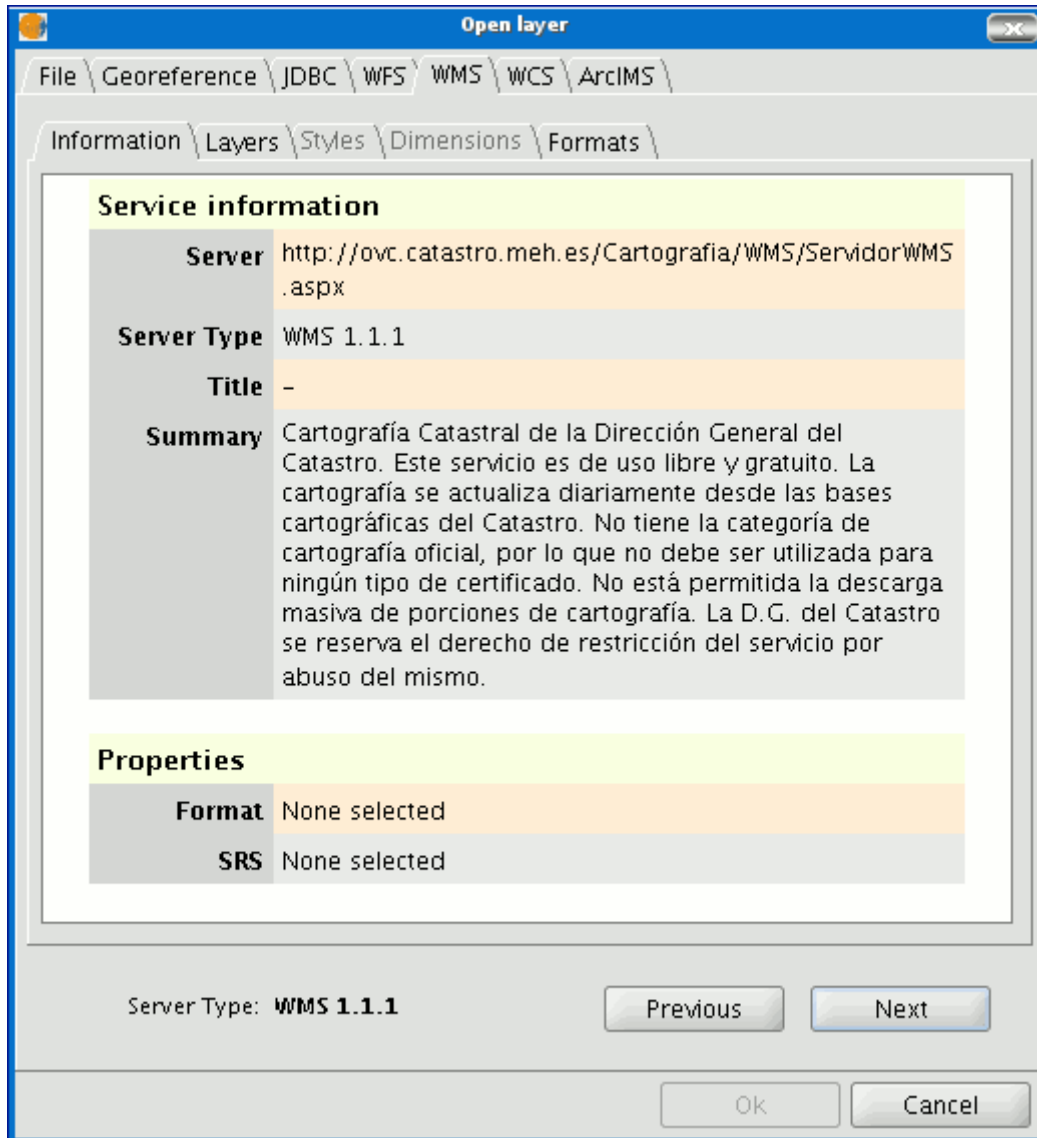 Open layer
File Georeference JDBC WFS WMS WCS ArcIMS
Information Layers Styles Dimensions Formats
Service information
Server http://ovc.catastro.meh.es/Cartografia/WMS/ServidorWMS
.aspx
Server Type WMS 1.1.1
Title –
Summary Cartografía Catastral de la Dirección General del
Catastro. Este servicio es de uso libre y gratuito. La
cartografía se actualiza diariamente desde las bases
cartográficas del Catastro. No tiene la categoría de
cartografía oficial, por lo que no debe ser utilizada para
ningún tipo de certificado. No está permitida la descarga
masiva de porciones de cartografía. La D.G. del Catastro
se reserva el derecho de restricción del servicio por
abuso del mismo.
Properties
Format None selected
SRS None selected
Server Type: WMS 1.1.1 Previous Next
Ok Cancel